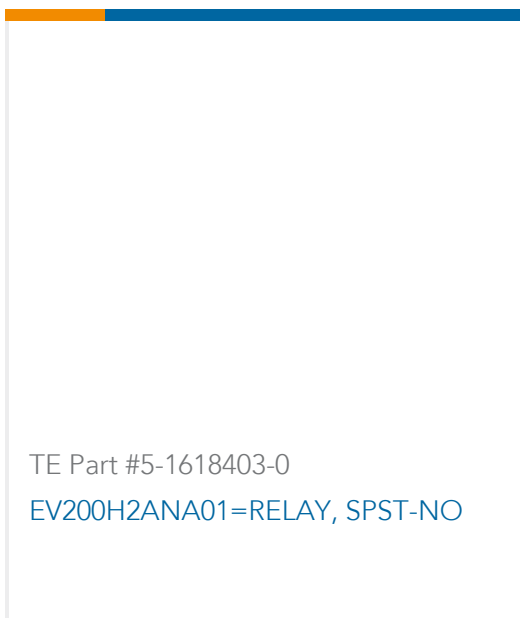 TE Part #5-1618403-0
EV200H2ANA01=RELAY, SPST-NO